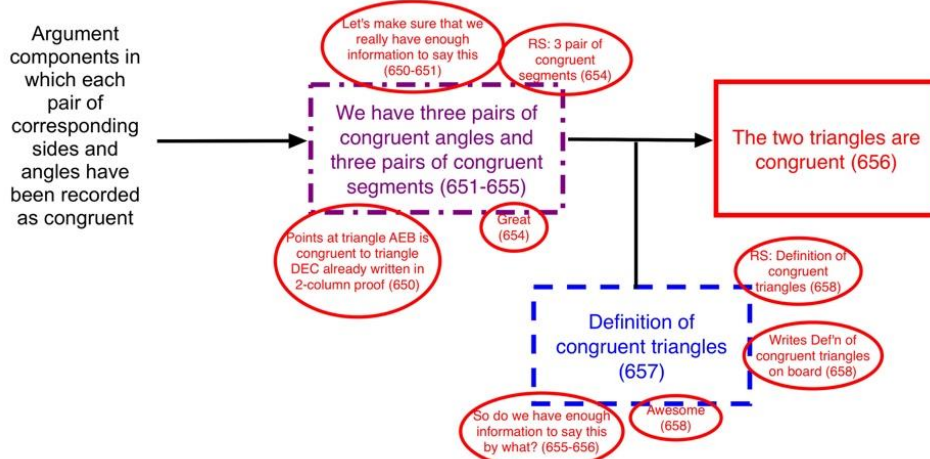 Argument
components in
which each
pair of
corresponding
sides and
angles have
been recorded
as congruent
Let's make sure that we
really have enough
information to say this
(650-651)
RS: 3 pair of
congruent
segments (654)
We have three pairs of
congruent angles and
three pairs of congruent
segments (651-655)
Points at triangle AEB is
congruent to triangle
DEC already written in
2-column proof (650)
Great
(654)
The two triangles are
congruent (656)
RS: Definition of
congruent
triangles (658)
Definition of
congruent triangles
(657)
Writes Def'n of
congruent triangles
on board (658)
So do we have enough
information to say this
by what? (655-656)
Awesome
(658)